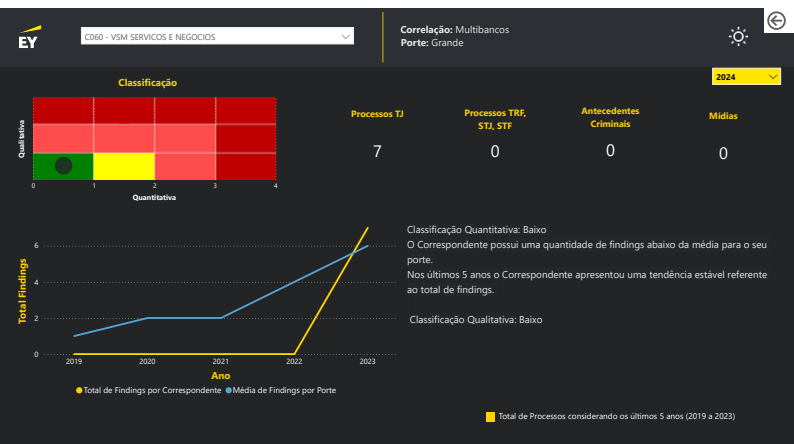 EY
C060 - VSM SERVICOS E NEGOCIOS
Correlação: Multibancos
Porte: Grande
2024
Classificação
Qualitativa
0 1 2 3 4
Quantitativa
Processos TJ
7
Processos TRF,
STJ, STF
0
Antecedentes
Criminais
0
Mídias
0
Total Findings
6
4
2
0
2019 2020 2021 2022 2023
Ano
Total de Findings por Correspondente Média de Findings por Porte
Classificação Quantitativa: Baixo
O Correspondente possui uma quantidade de findings abaixo da média para o seu
porte.
Nos últimos 5 anos o Correspondente apresentou uma tendência estável referente
ao total de findings.
Classificação Qualitativa: Baixo
Total de Processos considerando os últimos 5 anos (2019 a 2023)